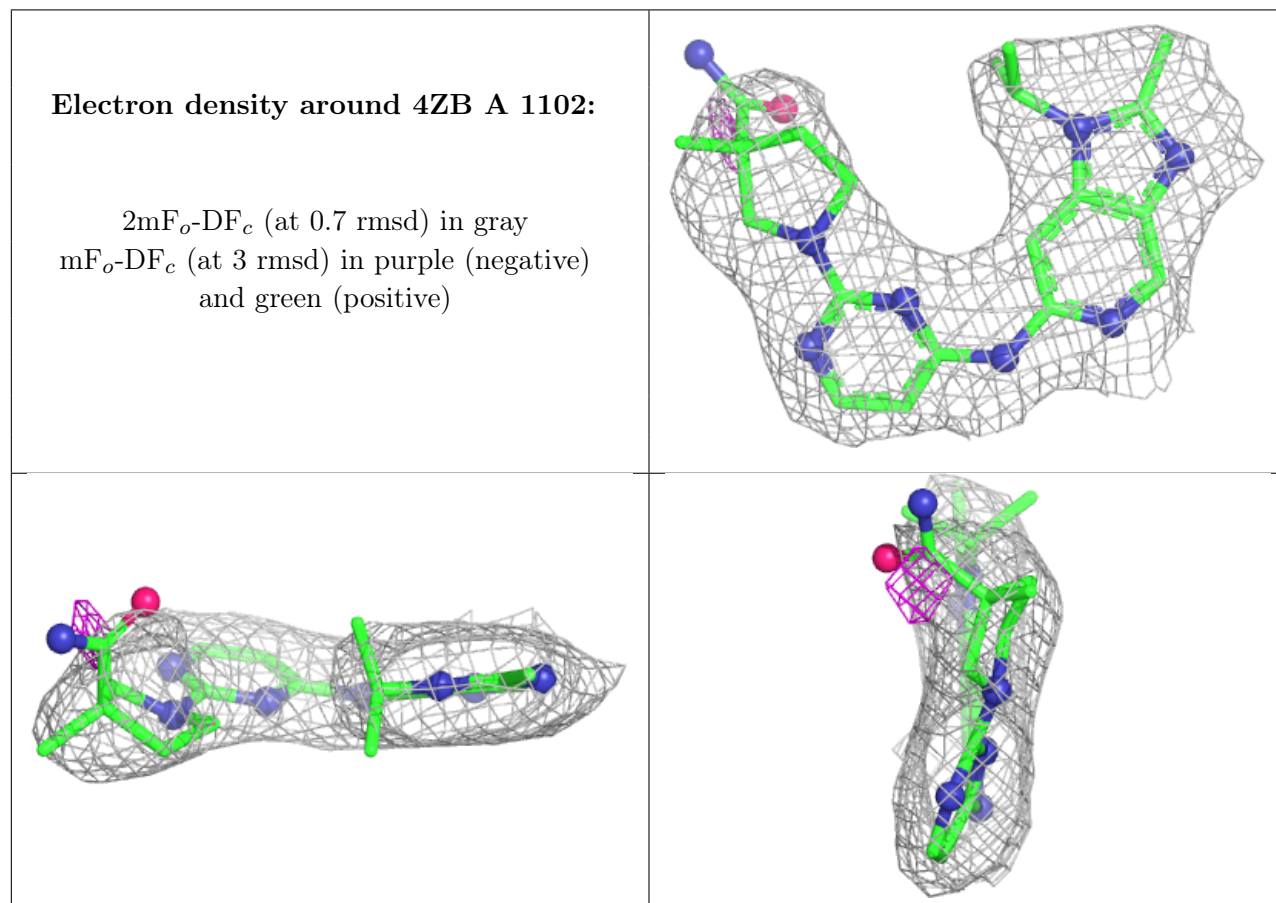 Electron density around 4ZB A 1102:
2mFₒ-DF𝒸 (at 0.7 rmsd) in gray
mFₒ-DF𝒸 (at 3 rmsd) in purple (negative)
and green (positive)